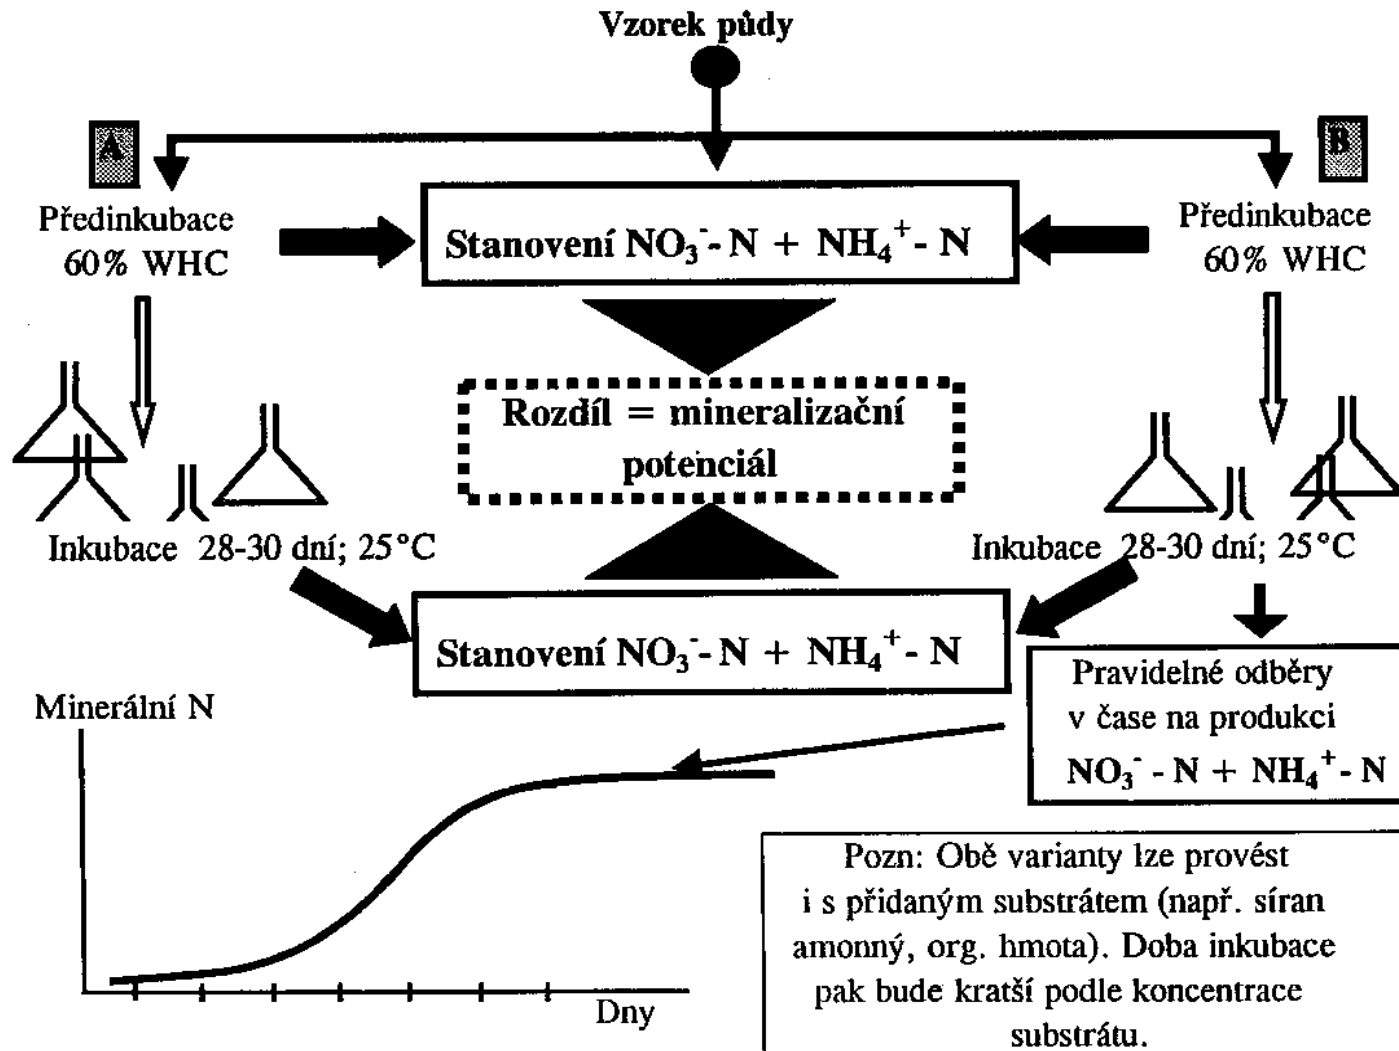 Vzorek půdy
A
B
Předinkubace
60% WHC
Stanovení NO₃⁻- N + NH₄⁺- N
Předinkubace
60% WHC
Rozdíl = mineralizační
potenciál
Inkubace 28-30 dní; 25°C
Inkubace 28-30 dní; 25°C
Stanovení NO₃⁻- N + NH₄⁺- N
Pravidelné odběry
v čase na produkci
NO₃⁻ - N + NH₄⁺- N
Minerální N
Dny
Pozn: Obě varianty lze provést
i s přidaným substrátem (např. síran
amonný, org. hmota). Doba inkubace
pak bude kratší podle koncentrace
substrátu.